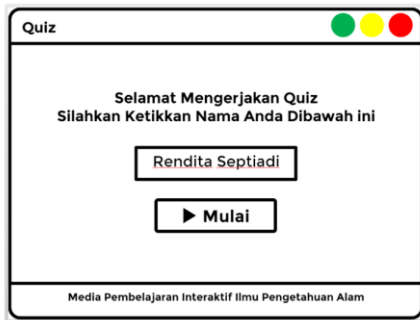 Quiz
Selamat Mengerjakan Quiz
Silahkan Ketikkan Nama Anda Dibawah ini
Rendita Septiadi
Mulai
Media Pembelajaran Interaktif Ilmu Pengetahuan Alam